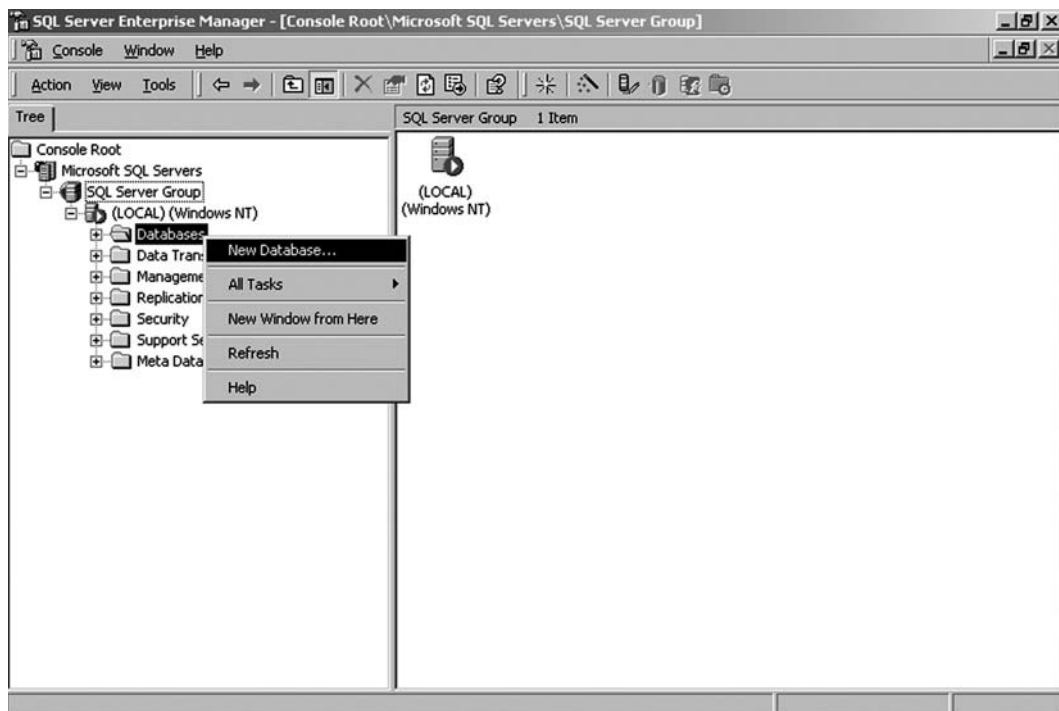 SQL Server Enterprise Manager - [Console Root\Microsoft SQL Servers\SQL Server Group]
Console Window Help
Action View Tools
Tree
SQL Server Group 1 Item
Console Root
Microsoft SQL Servers
SQL Server Group
(LOCAL) (Windows NT)
Databases
Data Trans
Manageme
Replication
Security
Support Se
Meta Data
New Database...
All Tasks
New Window from Here
Refresh
Help
(LOCAL)
(Windows NT)